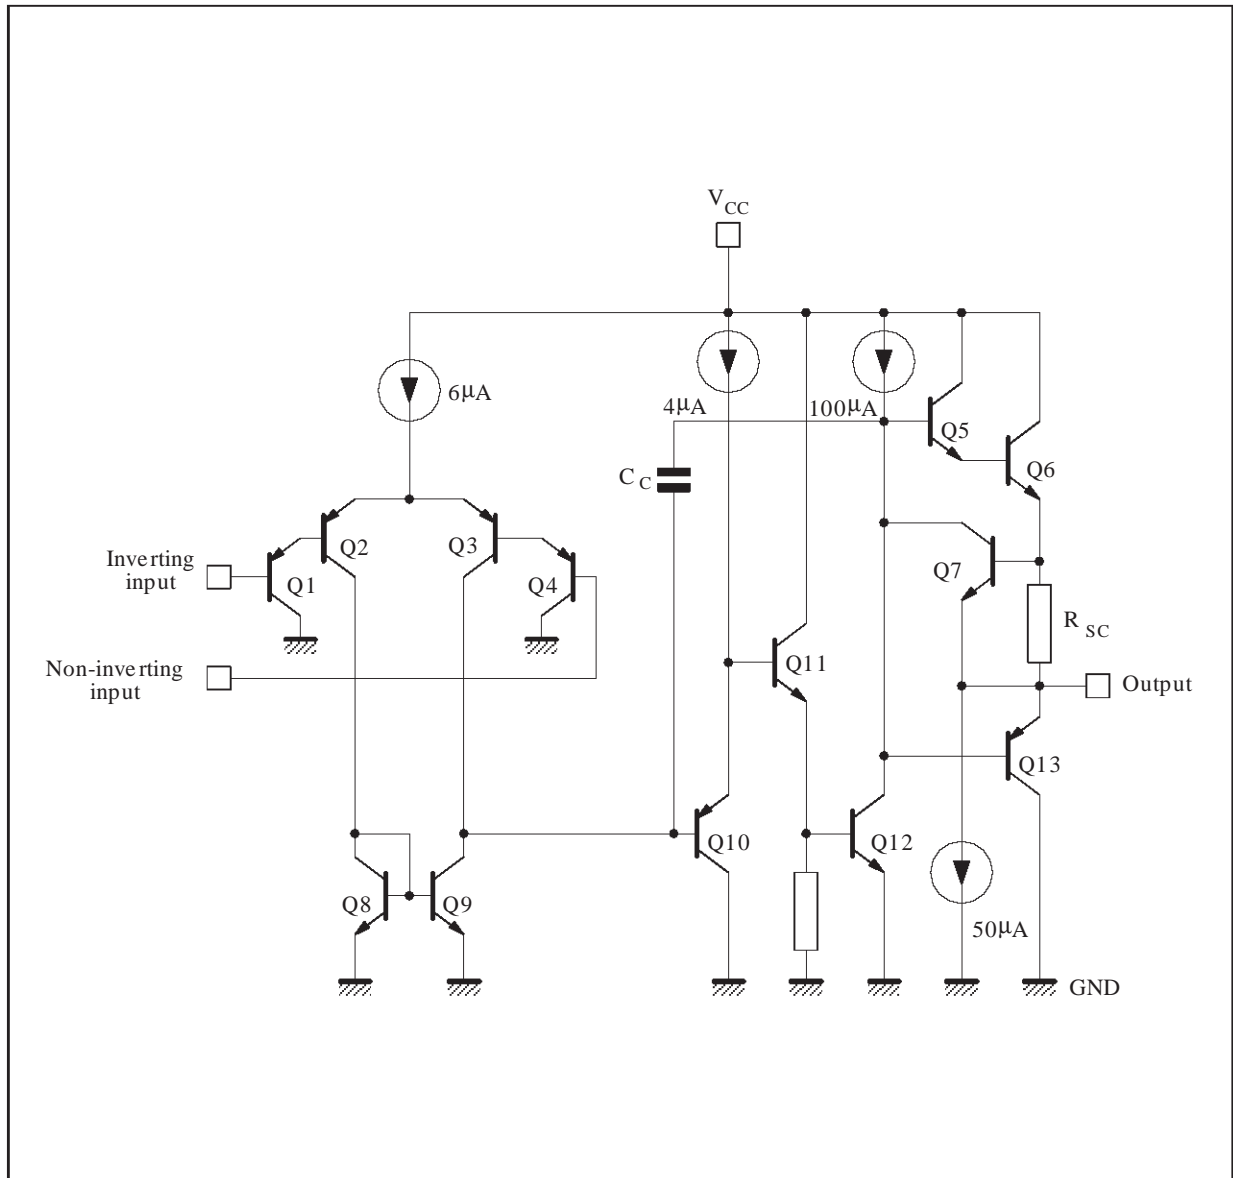 VCC
6μA
4μA
100μA
Q5
Q6
CC
Q2
Q3
Inverting
input
Q1
Q4
Q7
RSC
Non-inverting
input
Q11
Output
Q13
Q10
Q12
Q8
Q9
50μA
GND